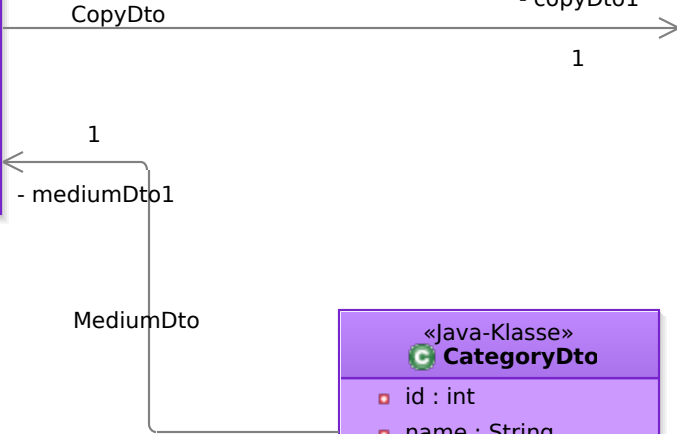 CopyDto
- copyDto1
1
1
- mediumDto1
MediumDto
«Java-Klasse»
C CategoryDto
id : int
name : String